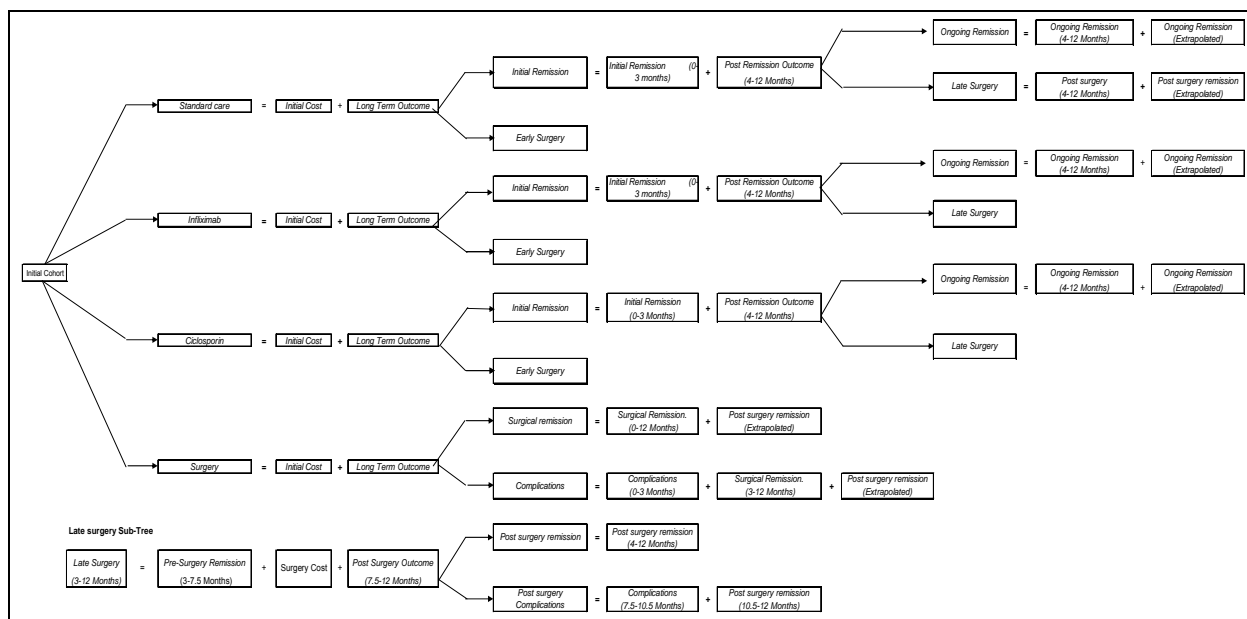 Ongoing Remission = Ongoing Remission + Ongoing Remission
(4-12 Months) (Extrapolated)
Initial Remission = Initial Remission (0- + Post Remission Outcome
3 months) (4-12 Months)
Late Surgery = Post surgery + Post surgery remission
(4-12 Months) (Extrapolated)
Standard care = Initial Cost + Long Term Outcome
Early Surgery
Ongoing Remission = Ongoing Remission + Ongoing Remission
(4-12 Months) (Extrapolated)
Initial Remission = Initial Remission (0- + Post Remission Outcome
3 months) (4-12 Months)
Late Surgery
Infliximab = Initial Cost + Long Term Outcome
Early Surgery
Initial Cohort
Ongoing Remission = Ongoing Remission + Ongoing Remission
(4-12 Months) (Extrapolated)
Initial Remission = Initial Remission + Post Remission Outcome
(0-3 Months) (4-12 Months)
Ciclosporin = Initial Cost + Long Term Outcome
Late Surgery
Early Surgery
Surgical remission = Surgical Remission. + Post surgery remission
(0-12 Months) (Extrapolated)
Surgery = Initial Cost + Long Term Outcome
Complications = Complications + Surgical Remission. + Post surgery remission
(0-3 Months) (3-12 Months) (Extrapolated)
Late surgery Sub-Tree
Post surgery remission = Post surgery remission
(4-12 Months)
Late Surgery = Pre-Surgery Remission + Surgery Cost + Post Surgery Outcome
(3-12 Months) (3-7.5 Months) (7.5-12 Months)
Post surgery = Complications + Post surgery remission
Complications (7.5-10.5 Months) (10.5-12 Months)